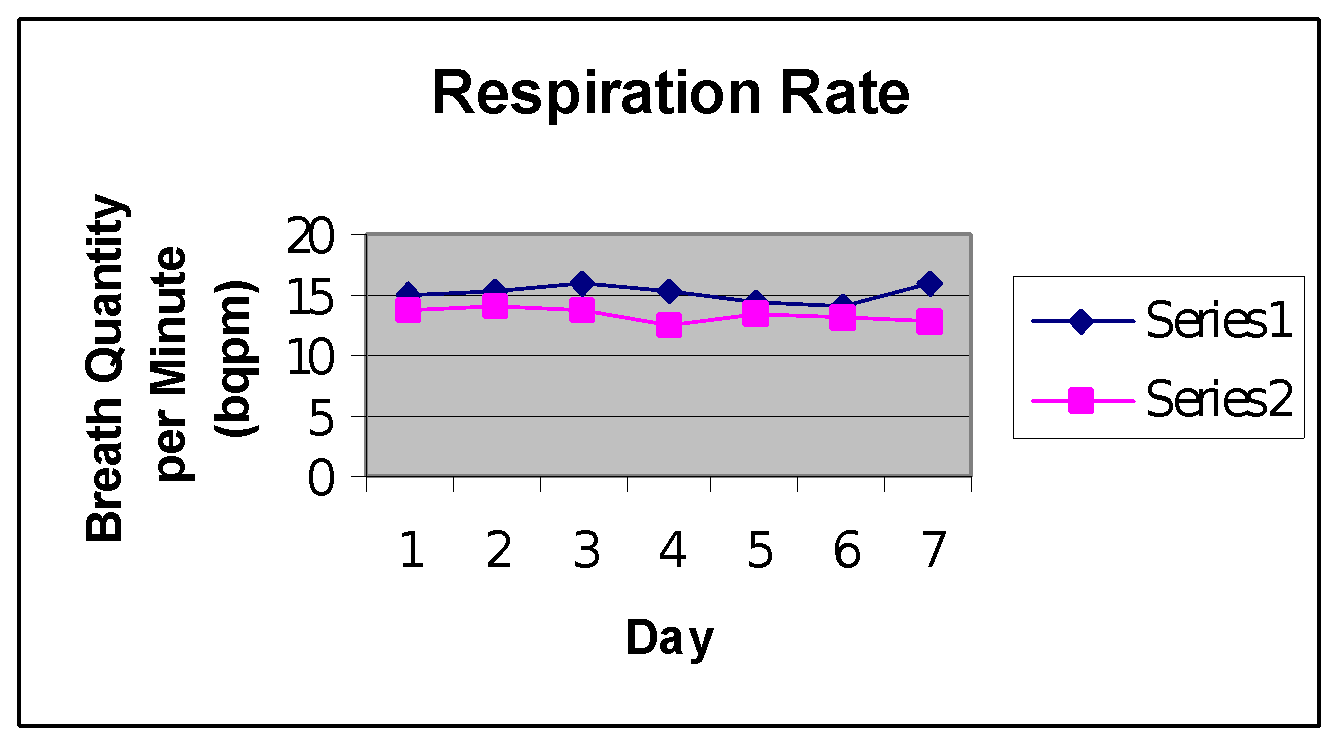 Respiration Rate
Breath Quantity
per Minute
(bqpm)
20
15
10
5
0
1 2 3 4 5 6 7
Day
Series1
Series2